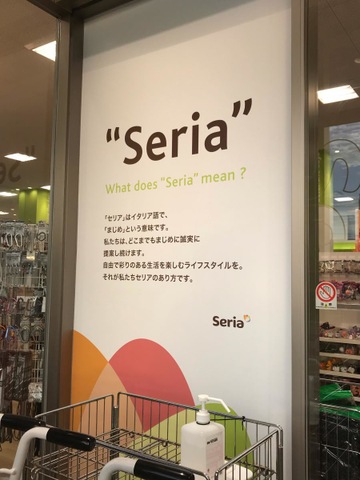 “Seria”
What does "Seria" mean ?
「セリア」はイタリア語で、
「まじめ」という意味です。
私たちは、どこまでもまじめに誠実に
提案し続けます。
自由で彩りのある生活を楽しむライフスタイルを。
それが私たちセリアのあり方です。
Seria